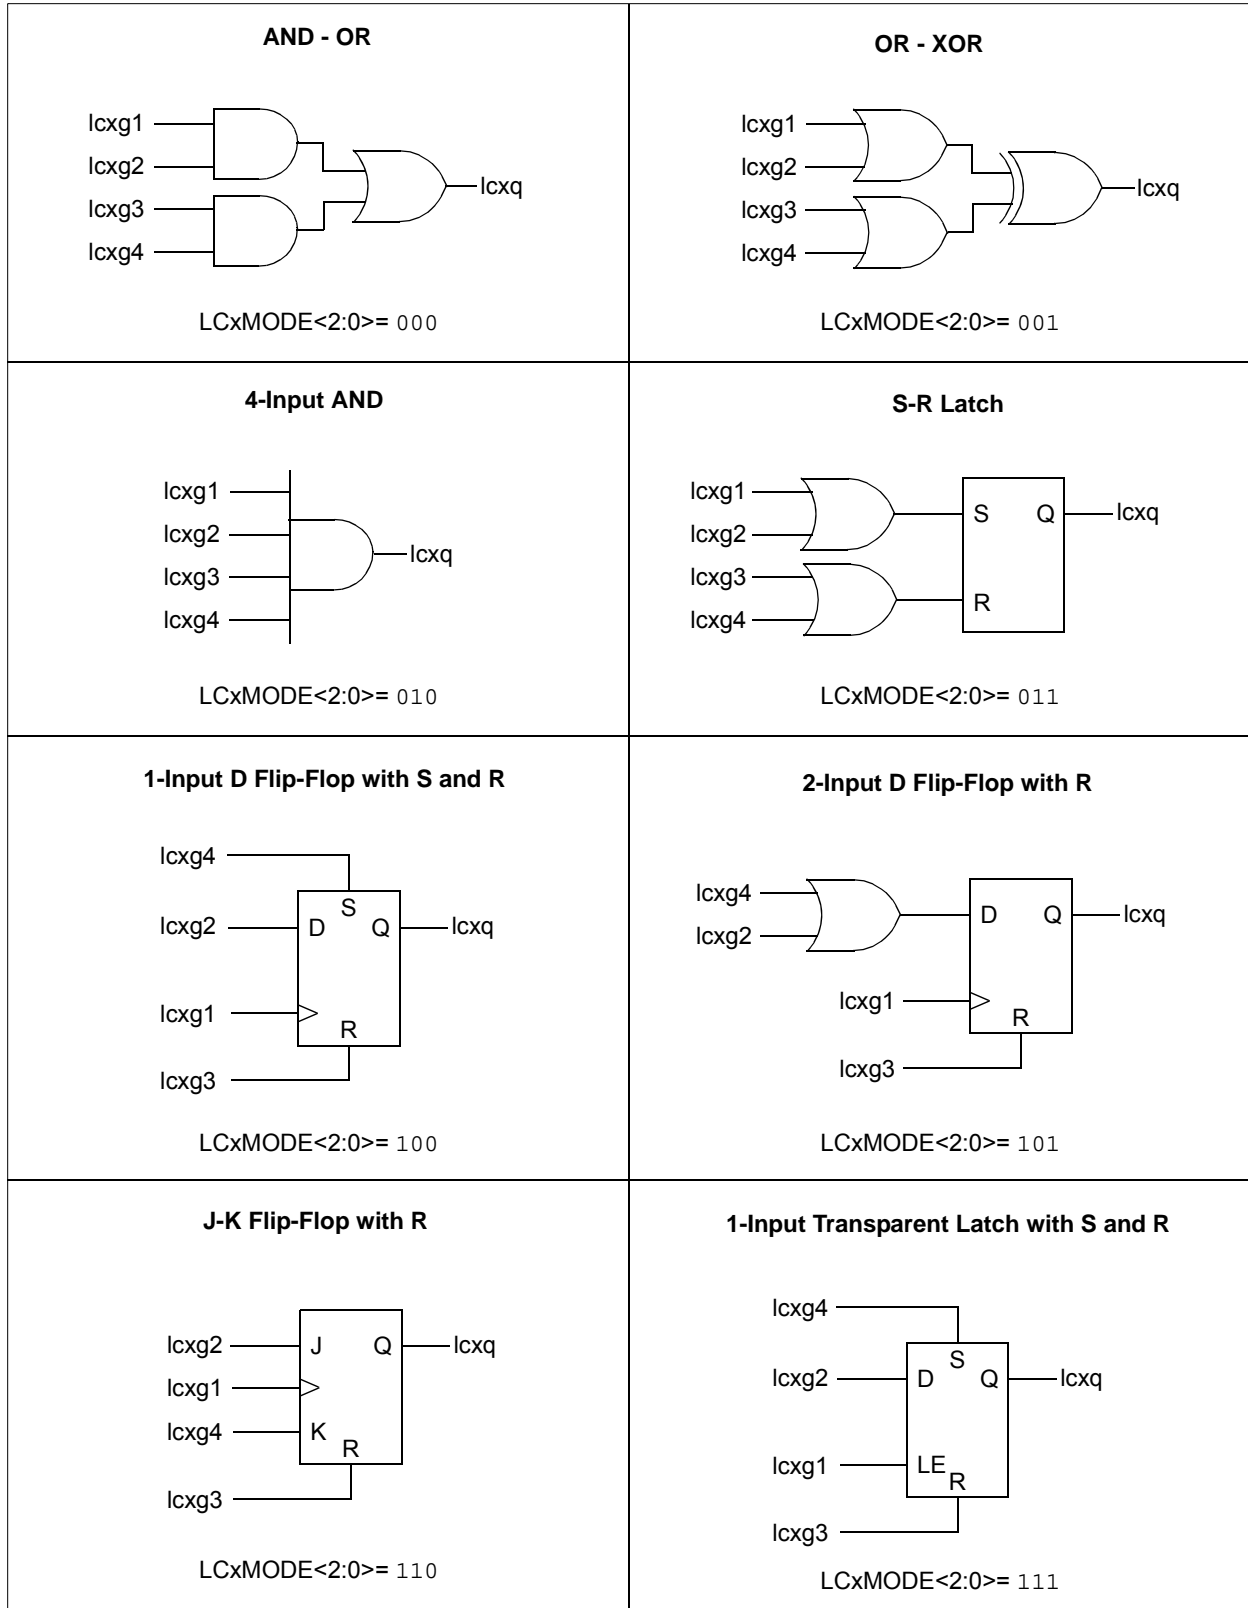 AND - OR
lcxg1
lcxg2
lcxg3
lcxg4
lcxq
LCxMODE<2:0>= 000
OR - XOR
lcxg1
lcxg2
lcxg3
lcxg4
lcxq
LCxMODE<2:0>= 001
4-Input AND
lcxg1
lcxg2
lcxg3
lcxg4
lcxq
LCxMODE<2:0>= 010
S-R Latch
lcxg1
lcxg2
lcxg3
lcxg4
S
Q
lcxq
R
LCxMODE<2:0>= 011
1-Input D Flip-Flop with S and R
lcxg4
S
lcxg2
D
Q
lcxq
lcxg1
R
lcxg3
LCxMODE<2:0>= 100
2-Input D Flip-Flop with R
lcxg4
lcxg2
D
Q
lcxq
lcxg1
R
lcxg3
LCxMODE<2:0>= 101
J-K Flip-Flop with R
lcxg2
J
Q
lcxq
lcxg1
lcxg4
K
R
lcxg3
LCxMODE<2:0>= 110
1-Input Transparent Latch with S and R
lcxg4
S
lcxg2
D
Q
lcxq
lcxg1
LE
R
lcxg3
LCxMODE<2:0>= 111